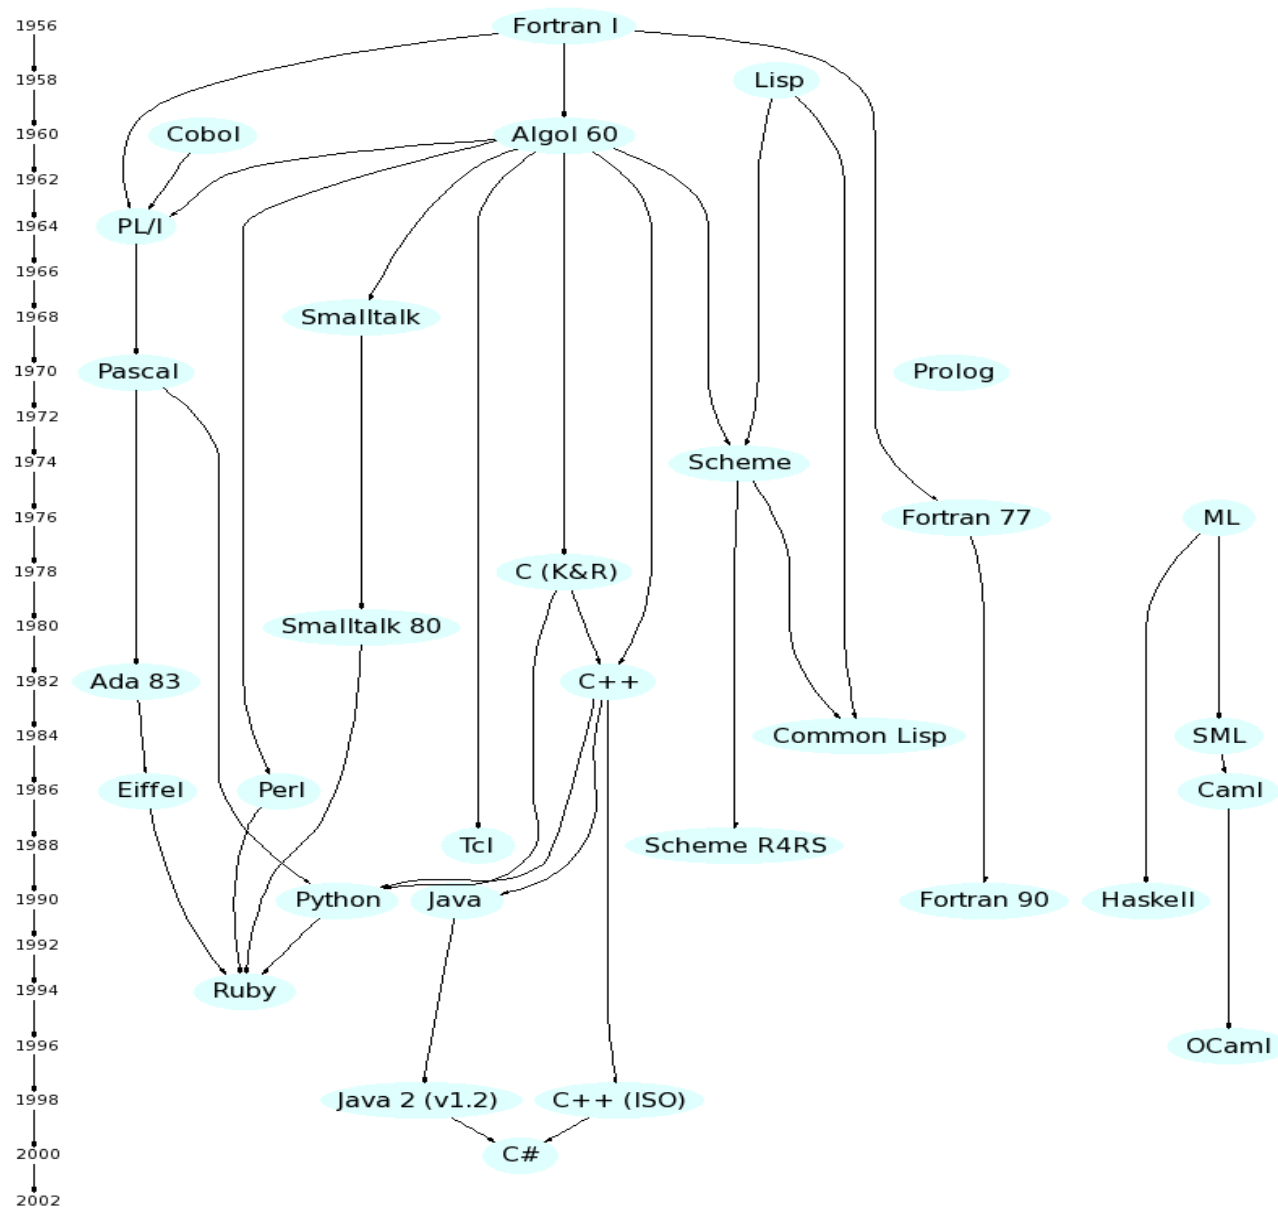 1956 Fortran I
1958 Lisp
1960 Cobol Algol 60
1962
1964 PL/I
1966
1968 Smalltalk
1970 Pascal Prolog
1972
1974 Scheme
1976 Fortran 77 ML
1978 C (K&R)
1980 Smalltalk 80
1982 Ada 83 C++
1984 Common Lisp SML
1986 Eiffel Perl Caml
1988 Tcl Scheme R4RS
1990 Python Java Fortran 90 Haskell
1992
1994 Ruby
1996 OCaml
1998 Java 2 (v1.2) C++ (ISO)
2000 C#
2002